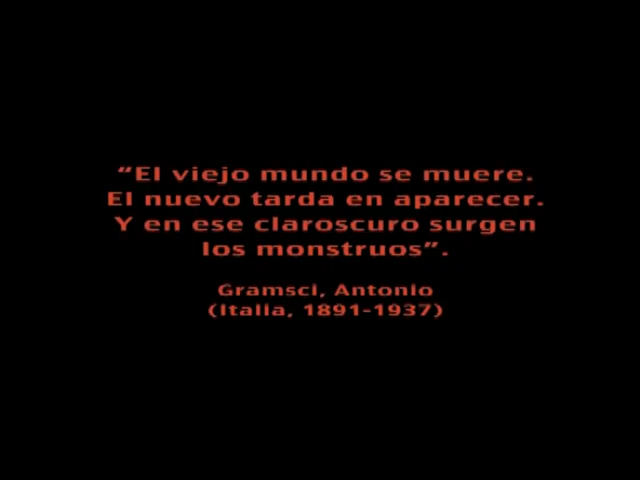 “El viejo mundo se muere.
El nuevo tarda en aparecer.
Y en ese claroscuro surgen
los monstruos”.
Gramsci, Antonio
(Italia, 1891-1937)